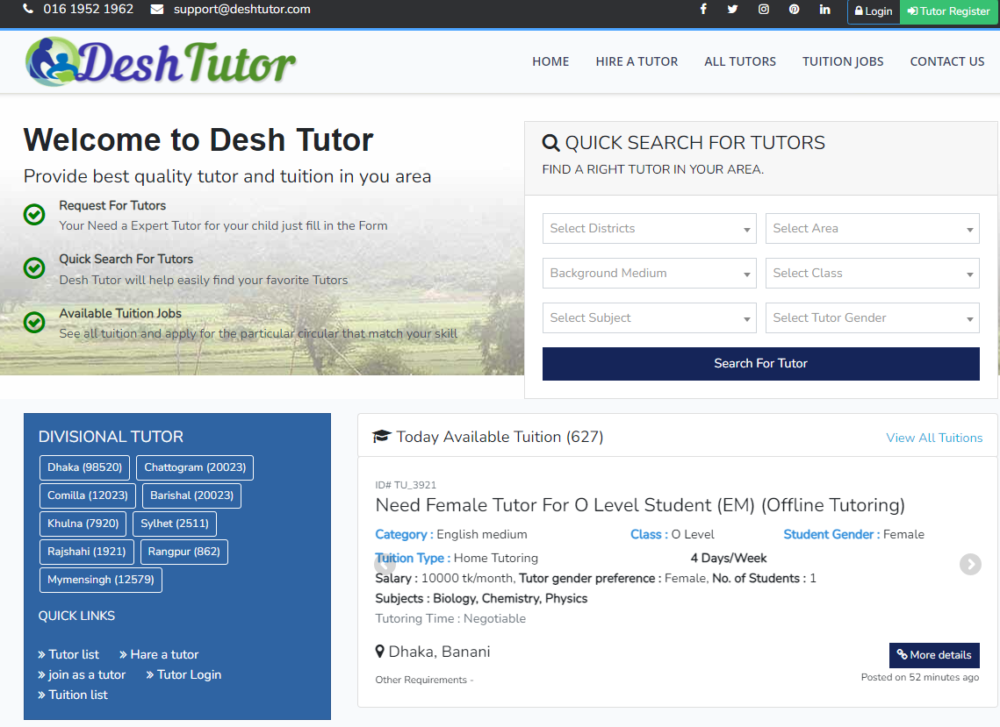 016 1952 1962 support@deshtutor.com Login Tutor Register
Desh Tutor
HOME HIRE A TUTOR ALL TUTORS TUITION JOBS CONTACT US
Welcome to Desh Tutor
Provide best quality tutor and tuition in you area
Request For Tutors
Your Need a Expert Tutor for your child just fill in the Form
Quick Search For Tutors
Desh Tutor will help easily find your favorite Tutors
Available Tuition Jobs
See all tuition and apply for the particular circular that match your skill
QUICK SEARCH FOR TUTORS
FIND A RIGHT TUTOR IN YOUR AREA.
Select Districts Select Area
Background Medium Select Class
Select Subject Select Tutor Gender
Search For Tutor
DIVISIONAL TUTOR
Dhaka (98520) Chattogram (20023)
Comilla (12023) Barishal (20023)
Khulna (7920) Sylhet (2511)
Rajshahi (1921) Rangpur (862)
Mymensingh (12579)
QUICK LINKS
» Tutor list » Hare a tutor
» join as a tutor » Tutor Login
» Tuition list
Today Available Tuition (627) View All Tuitions
ID# TU_3921
Need Female Tutor For O Level Student (EM) (Offline Tutoring)
Category : English medium Class : O Level Student Gender : Female
Tuition Type : Home Tutoring 4 Days/Week
Salary : 10000 tk/month, Tutor gender preference : Female, No. of Students : 1
Subjects : Biology, Chemistry, Physics
Tutoring Time : Negotiable
Dhaka, Banani
More details
Other Requirements -
Posted on 52 minutes ago